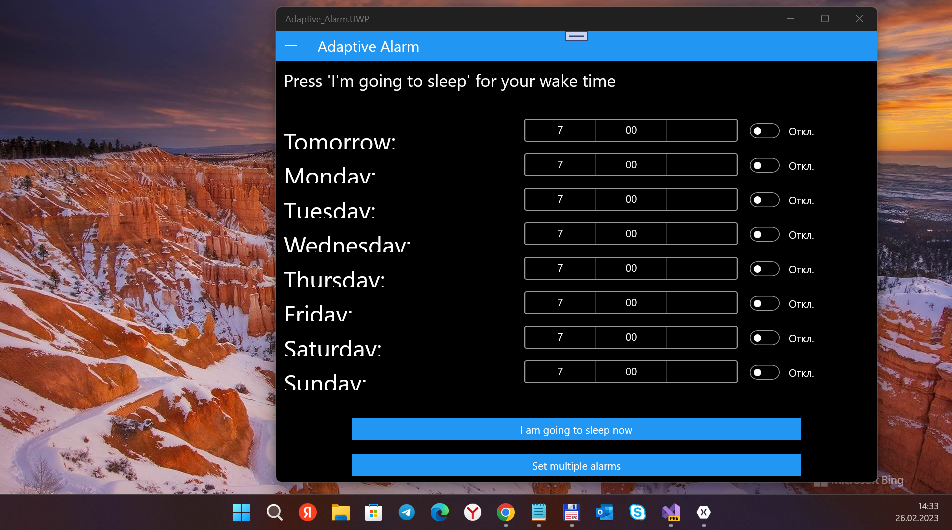 Adaptive_Alarm.UWP
Adaptive Alarm
Press 'I'm going to sleep' for your wake time
Tomorrow: 7 00 Откл.
Monday: 7 00 Откл.
Tuesday: 7 00 Откл.
Wednesday: 7 00 Откл.
Thursday: 7 00 Откл.
Friday: 7 00 Откл.
Saturday: 7 00 Откл.
Sunday: 7 00 Откл.
I am going to sleep now
Set multiple alarms
Microsoft Bing
14:33
26.02.2023